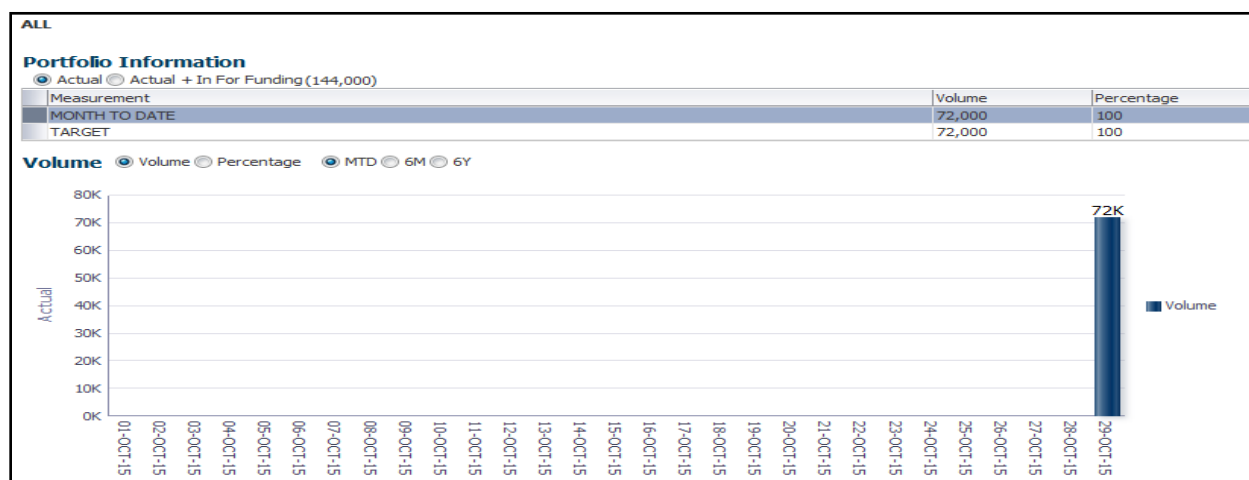 ALL
Portfolio Information
Actual Actual + In For Funding(144,000)
Measurement Volume Percentage
MONTH TO DATE 72,000 100
TARGET 72,000 100
Volume Volume Percentage MTD 6M 6Y
80K
72K
70K
60K
50K
40K
30K
20K
10K
0K
Actual
Volume
01-OCT-15
02-OCT-15
03-OCT-15
04-OCT-15
05-OCT-15
06-OCT-15
07-OCT-15
08-OCT-15
09-OCT-15
10-OCT-15
11-OCT-15
12-OCT-15
13-OCT-15
14-OCT-15
15-OCT-15
16-OCT-15
17-OCT-15
18-OCT-15
19-OCT-15
20-OCT-15
21-OCT-15
22-OCT-15
23-OCT-15
24-OCT-15
25-OCT-15
26-OCT-15
27-OCT-15
28-OCT-15
29-OCT-15